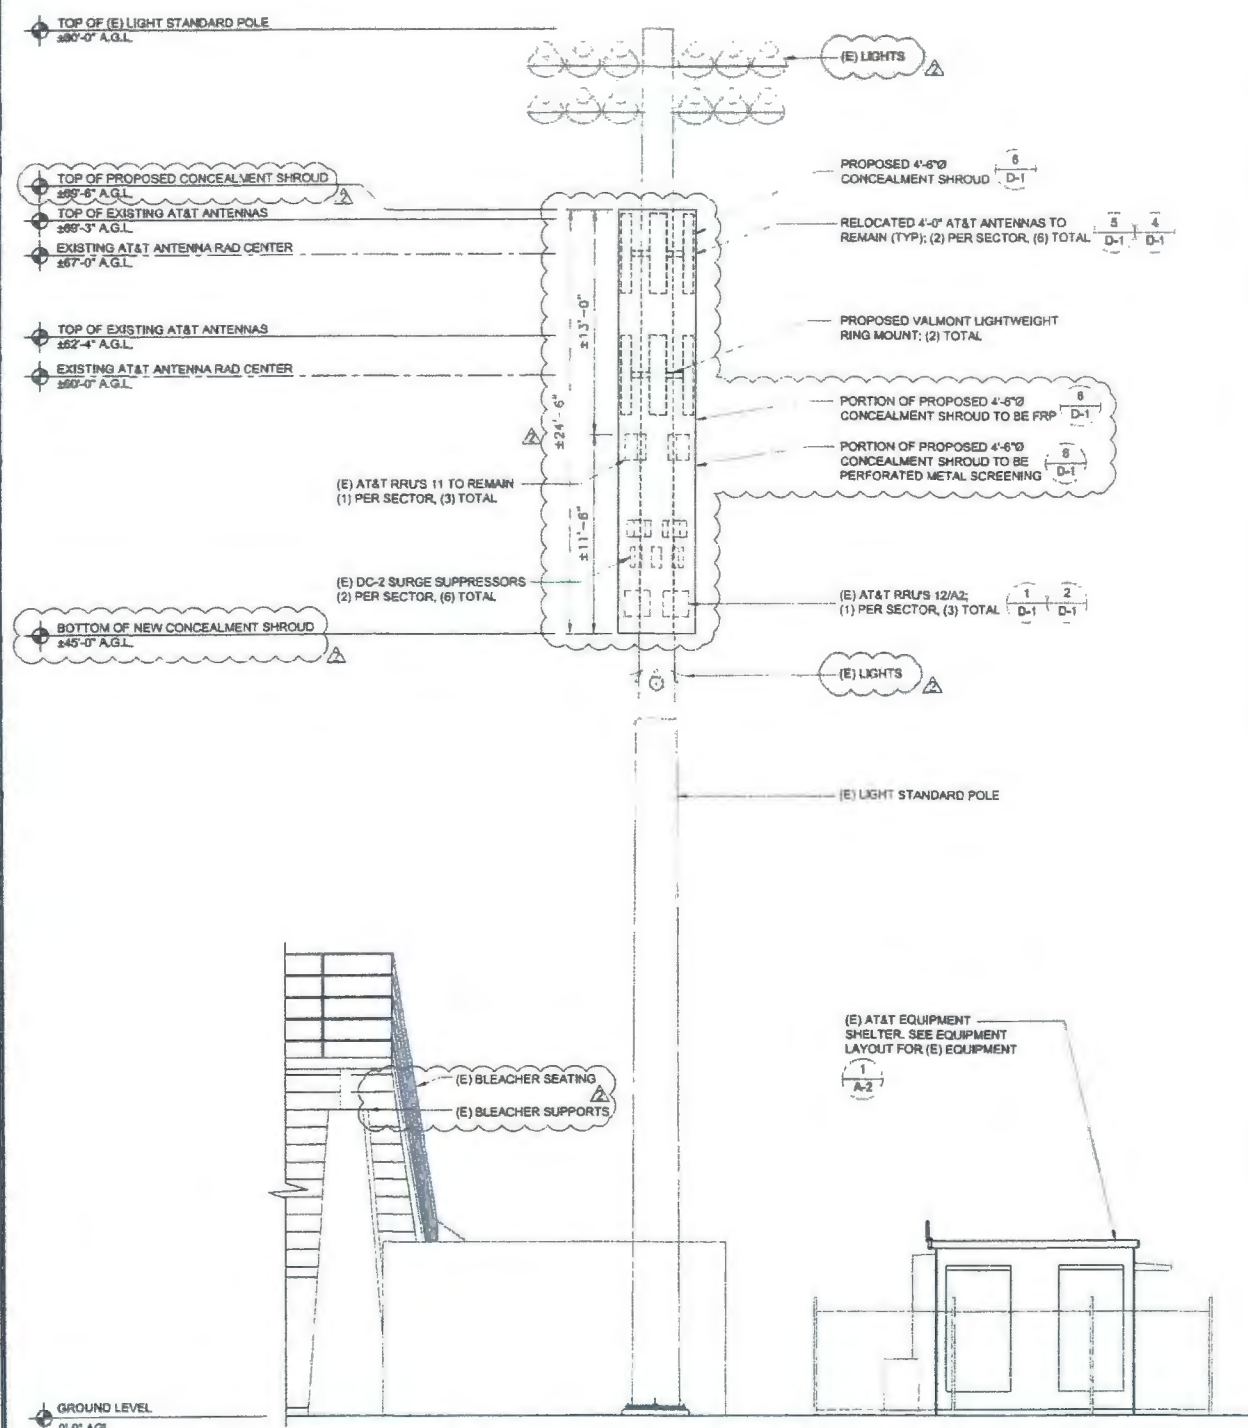 TOP OF (E) LIGHT STANDARD POLE
±80'-0" A.G.L.
(E) LIGHTS
2
TOP OF PROPOSED CONCEALMENT SHROUD
±69'-6" A.G.L.
2
TOP OF EXISTING AT&T ANTENNAS
±69'-3" A.G.L.
EXISTING AT&T ANTENNA RAD CENTER
±67'-0" A.G.L.
TOP OF EXISTING AT&T ANTENNAS
±62'-4" A.G.L.
EXISTING AT&T ANTENNA RAD CENTER
±60'-0" A.G.L.
PROPOSED 4'-6"Ø
CONCEALMENT SHROUD
6
D-1
RELOCATED 4'-0" AT&T ANTENNAS TO
REMAIN (TYP); (2) PER SECTOR, (6) TOTAL
5
D-1
4
D-1
PROPOSED VALMONT LIGHTWEIGHT
RING MOUNT; (2) TOTAL
PORTION OF PROPOSED 4'-6"Ø
CONCEALMENT SHROUD TO BE FRP
6
D-1
PORTION OF PROPOSED 4'-6"Ø
CONCEALMENT SHROUD TO BE
PERFORATED METAL SCREENING
D-1
±13'-0"
±24'-6"
2
±11'-6"
(E) AT&T RRU'S 11 TO REMAIN
(1) PER SECTOR, (3) TOTAL
(E) DC-2 SURGE SUPPRESSORS
(2) PER SECTOR, (6) TOTAL
(E) AT&T RRU'S 12/A2;
(1) PER SECTOR, (3) TOTAL
1
D-1
2
D-1
BOTTOM OF NEW CONCEALMENT SHROUD
±45'-0" A.G.L.
2
(E) LIGHTS
2
(E) LIGHT STANDARD POLE
(E) AT&T EQUIPMENT
SHELTER. SEE EQUIPMENT
LAYOUT FOR (E) EQUIPMENT
1
A-2
(E) BLEACHER SEATING
2
(E) BLEACHER SUPPORTS
GROUND LEVEL